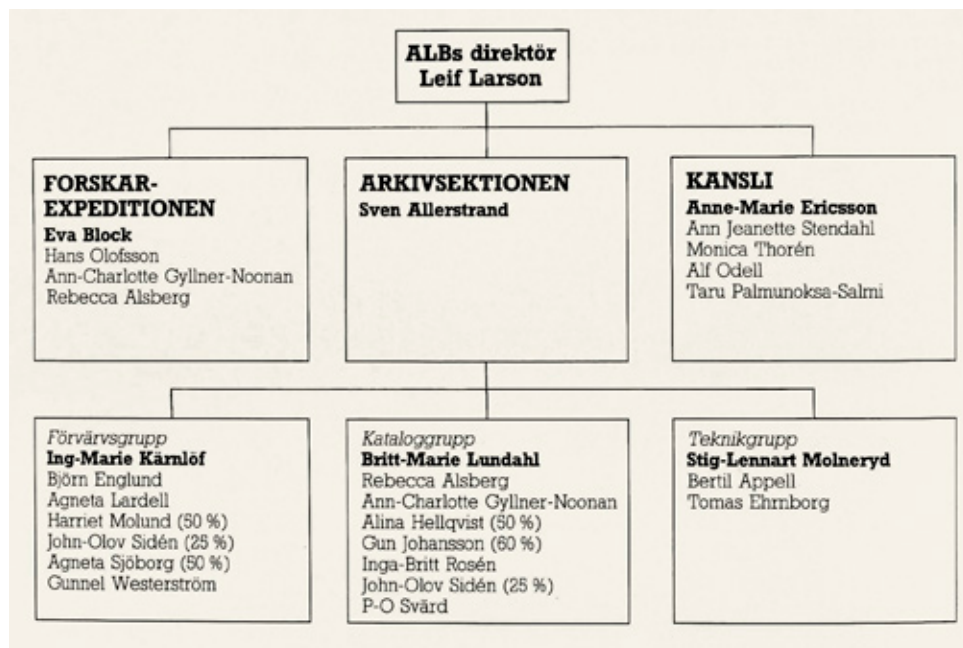 ALBs direktör
Leif Larson
FORSKAR-
EXPEDITIONEN
Eva Block
Hans Olofsson
Ann-Charlotte Gyllner-Noonan
Rebecca Alsberg
ARKIVSEKTIONEN
Sven Allerstrand
KANSLI
Anne-Marie Ericsson
Ann Jeanette Stendahl
Monica Thorén
Alf Odell
Taru Palmunoksa-Salmi
Förvärvsgrupp
Ing-Marie Kärnlöf
Björn Englund
Agneta Lardell
Harriet Molund (50 %)
John-Olov Sidén (25 %)
Agneta Sjöborg (50 %)
Gunnel Westerström
Kataloggrupp
Britt-Marie Lundahl
Rebecca Alsberg
Ann-Charlotte Gyllner-Noonan
Alina Hellqvist (50 %)
Gun Johansson (60 %)
Inga-Britt Rosén
John-Olov Sidén (25 %)
P-O Svärd
Teknikgrupp
Stig-Lennart Molneryd
Bertil Appell
Tomas Ehrnborg